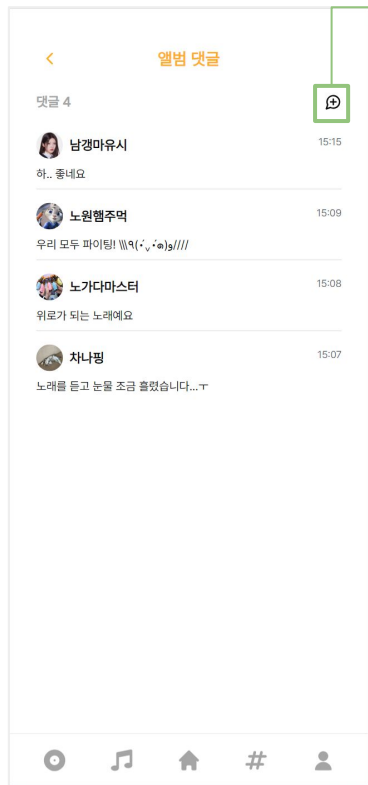 앨범 댓글
댓글 4
남갱마유시 15:15
하.. 좋네요
노원햄주먹 15:09
우리 모두 파이팅!
노가다마스터 15:08
위로가 되는 노래예요
차나핑 15:07
노래를 듣고 눈물 조금 흘렸습니다...ㅜ